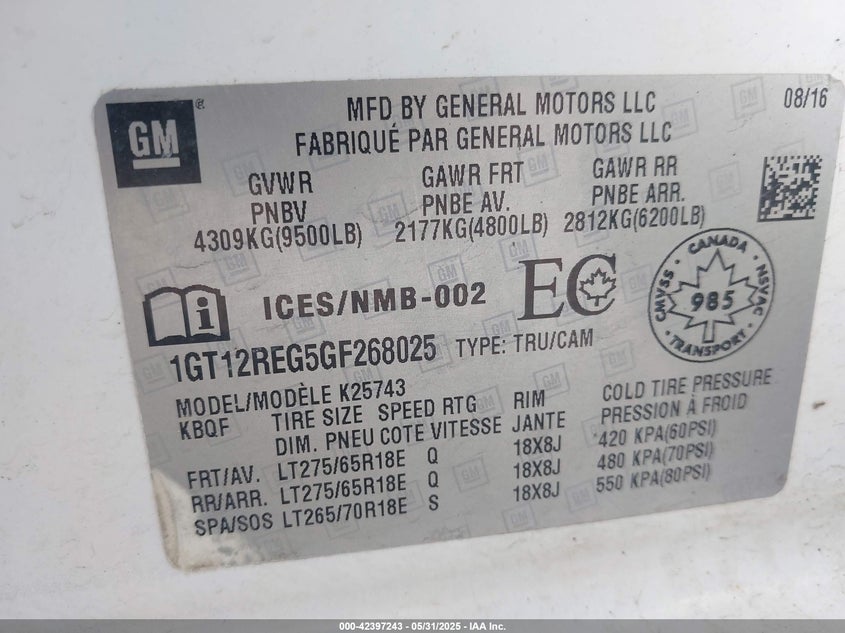 GM ®
MFD BY GENERAL MOTORS LLC 08/16
FABRIQUÉ PAR GENERAL MOTORS LLC
GVWR GAWR FRT GAWR RR
PNBV PNBE AV. PNBE ARR.
4309KG(9500LB) 2177KG(4800LB) 2812KG(6200LB)
i ICES/NMB-002 EC
CANADA
CMVSS 985 NSVAC
TRANSPORT
1GT12REG5GF268025 TYPE: TRU/CAM
MODEL/MODÈLE K25743
KBQF TIRE SIZE SPEED RTG RIM COLD TIRE PRESSURE
DIM. PNEU COTE VITESSE JANTE PRESSION À FROID
FRT/AV. LT275/65R18E Q 18X8J 420 KPA(60PSI)
RR/ARR. LT275/65R18E Q 18X8J 480 KPA(70PSI)
SPA/SOS LT265/70R18E S 18X8J 550 KPA(80PSI)
000-42397243 / 05/31/2025 - IAA Inc.